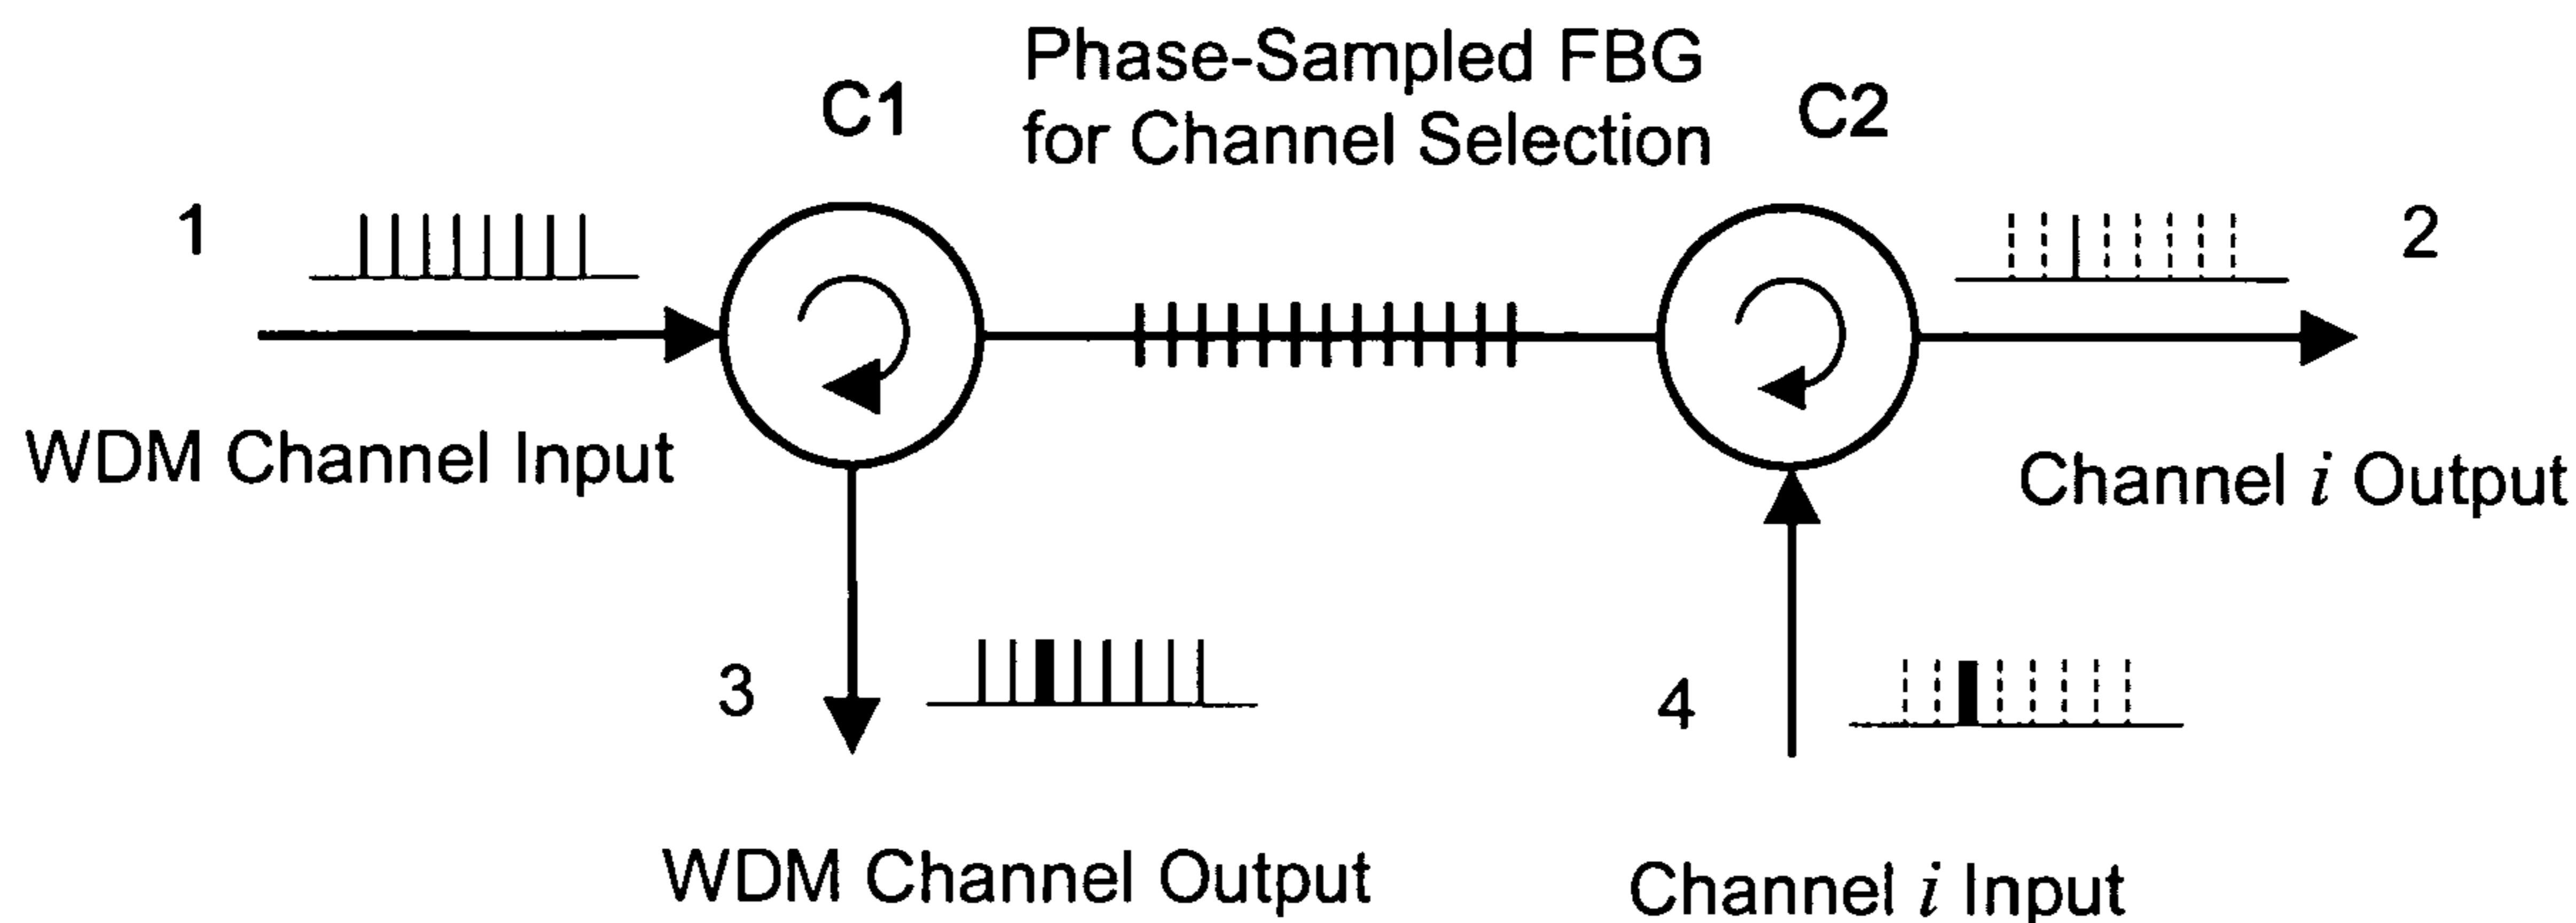 Phase-Sampled FBG
for Channel Selection
C1
C2
1
2
WDM Channel Input
Channel i Output
3
4
WDM Channel Output
Channel i Input